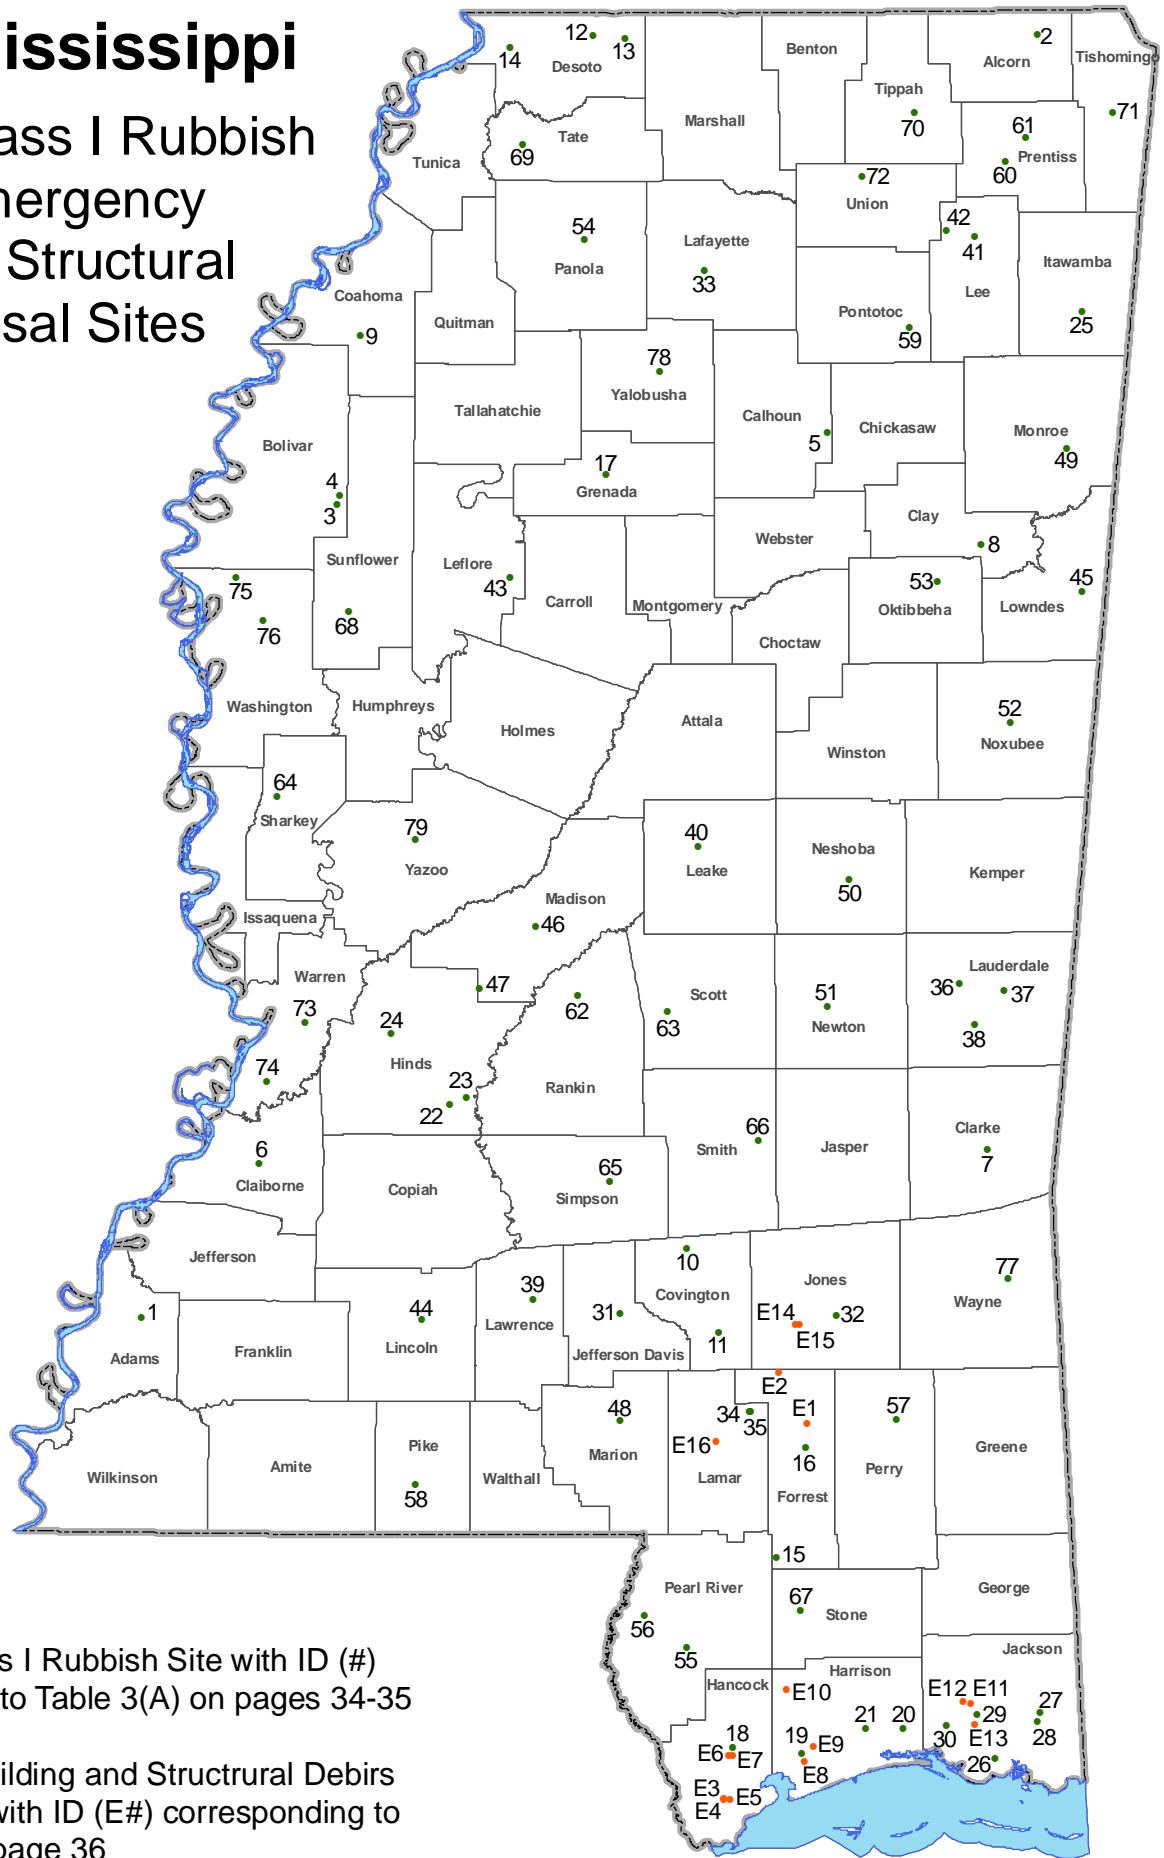 ississippi
ass I Rubbish
nergency
Structural
sal Sites
12
13
14
Desoto
Benton
2
Alcorn
Tishomingo
Tippah
70
71
Marshall
Tate
69
Tunica
61
Prentiss
60
72
Union
54
Panola
Lafayette
33
42
41
Lee
Itawamba
25
Coahoma
9
Quitman
Pontotoc
59
78
Yalobusha
Tallahatchie
Calhoun
5
Chickasaw
Monroe
49
Bolivar
4
3
17
Grenada
Clay
8
Webster
Sunflower
68
Leflore
43
Carroll
Montgomery
53
Oktibbeha
45
Lowndes
Choctaw
75
76
Washington
Humphreys
Holmes
Attala
Winston
52
Noxubee
64
Sharkey
79
Yazoo
40
Leake
Neshoba
50
Kemper
Issaquena
Madison
46
Warren
73
47
62
Scott
63
51
Newton
Lauderdale
36
37
38
24
Hinds
23
22
74
Rankin
66
Smith
Jasper
Clarke
7
6
Claiborne
Copiah
65
Simpson
Jefferson
10
Covington
11
Jones
E14
E15
32
77
Wayne
1
Adams
Franklin
44
Lincoln
39
Lawrence
31
Jefferson Davis
E2
48
Marion
34
35
E16
Lamar
E1
16
Forrest
57
Perry
Greene
Wilkinson
Amite
Pike
58
Walthall
15
Pearl River
56
55
67
Stone
George
Jackson
Hancock
Harrison
E10
E12
E11
29
E13
30
26
27
28
21
20
18
E6
E7
19
E9
E8
E3
E5
E4
s I Rubbish Site with ID (#)
to Table 3(A) on pages 34-35
ilding and Structrural Debirs
with ID (E#) corresponding to
page 36